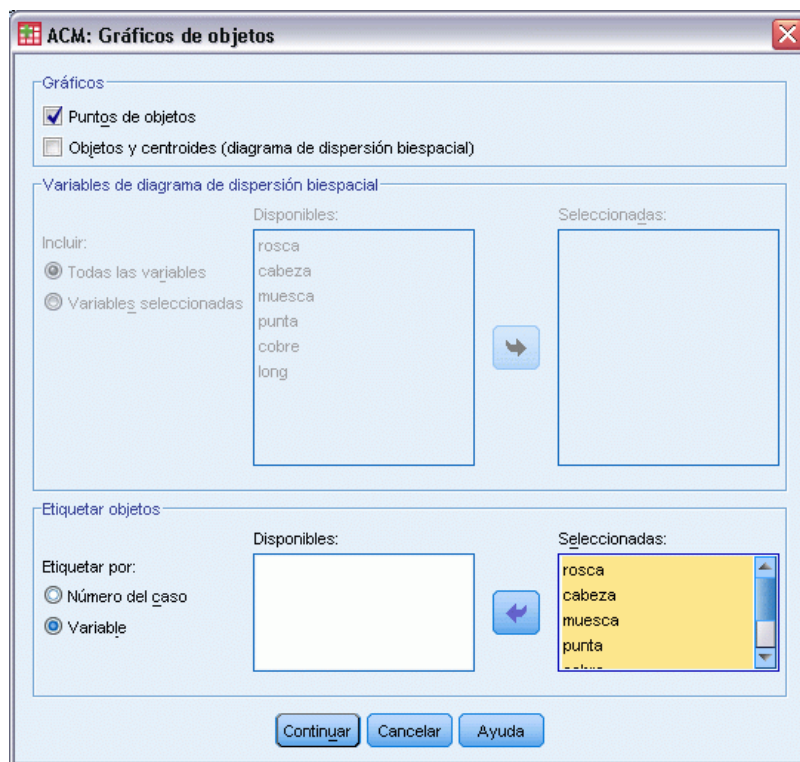 ACM: Gráficos de objetos
Gráficos
Puntos de objetos
Objetos y centroides (diagrama de dispersión biespacial)
Variables de diagrama de dispersión biespacial
Incluir:
Todas las variables
Variables seleccionadas
Disponibles:
rosca
cabeza
muesca
punta
cobre
long
Seleccionadas:
Etiquetar objetos
Etiquetar por:
Número del caso
Variable
Disponibles:
Seleccionadas:
rosca
cabeza
muesca
punta
Continuar
Cancelar
Ayuda